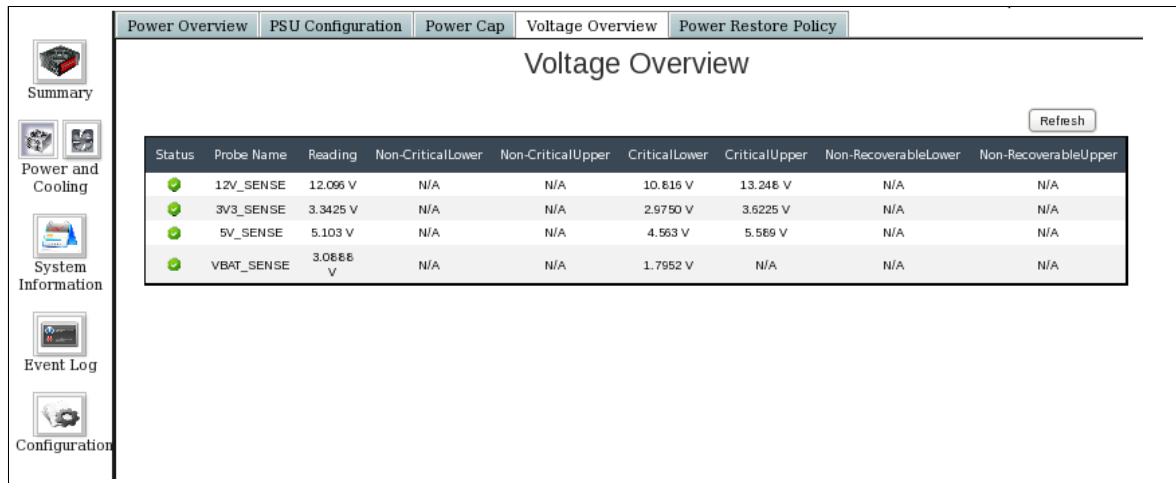 Power Overview PSU Configuration Power Cap Voltage Overview Power Restore Policy
Voltage Overview
Refresh
Summary
Power and
Cooling
System
Information
Event Log
Configuration
Status Probe Name Reading Non-CriticalLower Non-CriticalUpper CriticalLower CriticalUpper Non-RecoverableLower Non-RecoverableUpper
12V_SENSE 12.096 V N/A N/A 10.816 V 13.248 V N/A N/A
3V3_SENSE 3.3425 V N/A N/A 2.9750 V 3.6225 V N/A N/A
5V_SENSE 5.103 V N/A N/A 4.563 V 5.589 V N/A N/A
VBAT_SENSE 3.0888 V N/A N/A 1.7952 V N/A N/A N/A